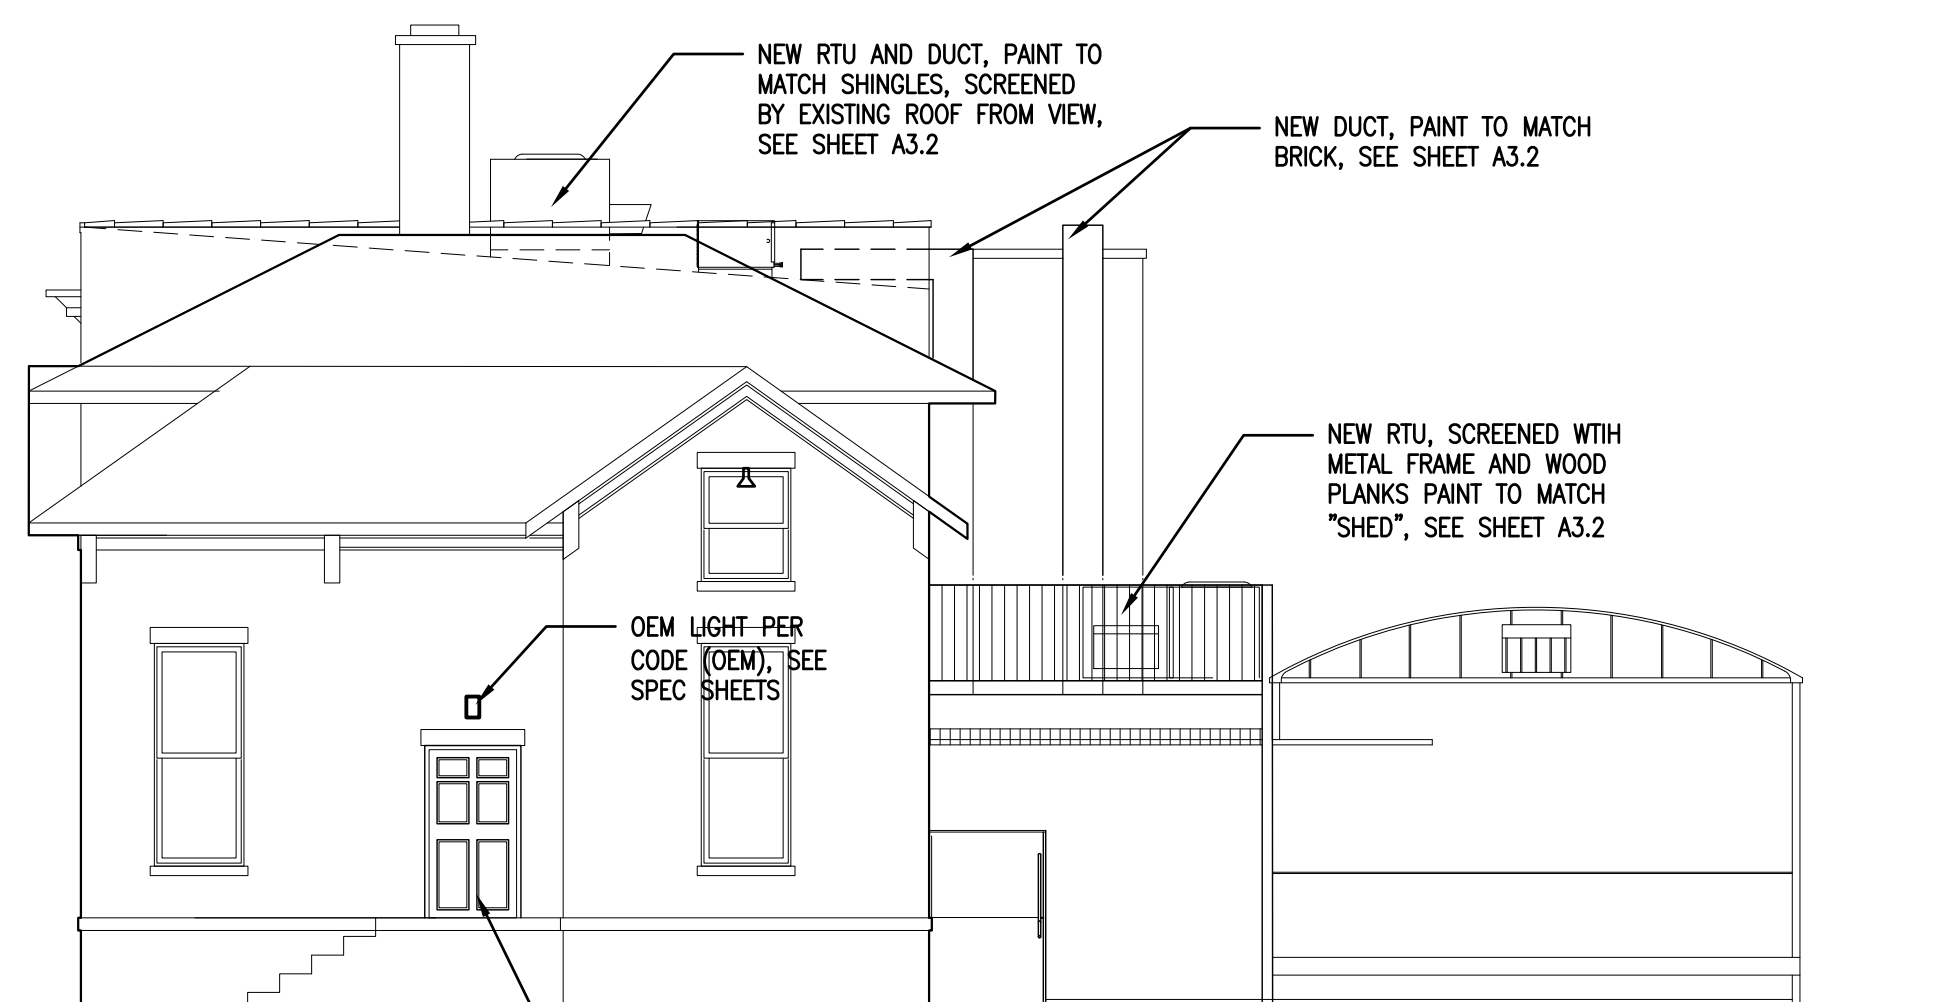 NEW RTU AND DUCT, PAINT TO
MATCH SHINGLES, SCREENED
BY EXISTING ROOF FROM VIEW,
SEE SHEET A3.2
NEW DUCT, PAINT TO MATCH
BRICK, SEE SHEET A3.2
NEW RTU, SCREENED WTIH
METAL FRAME AND WOOD
PLANKS PAINT TO MATCH
"SHED", SEE SHEET A3.2
OEM LIGHT PER
CODE (OEM), SEE
SPEC SHEETS